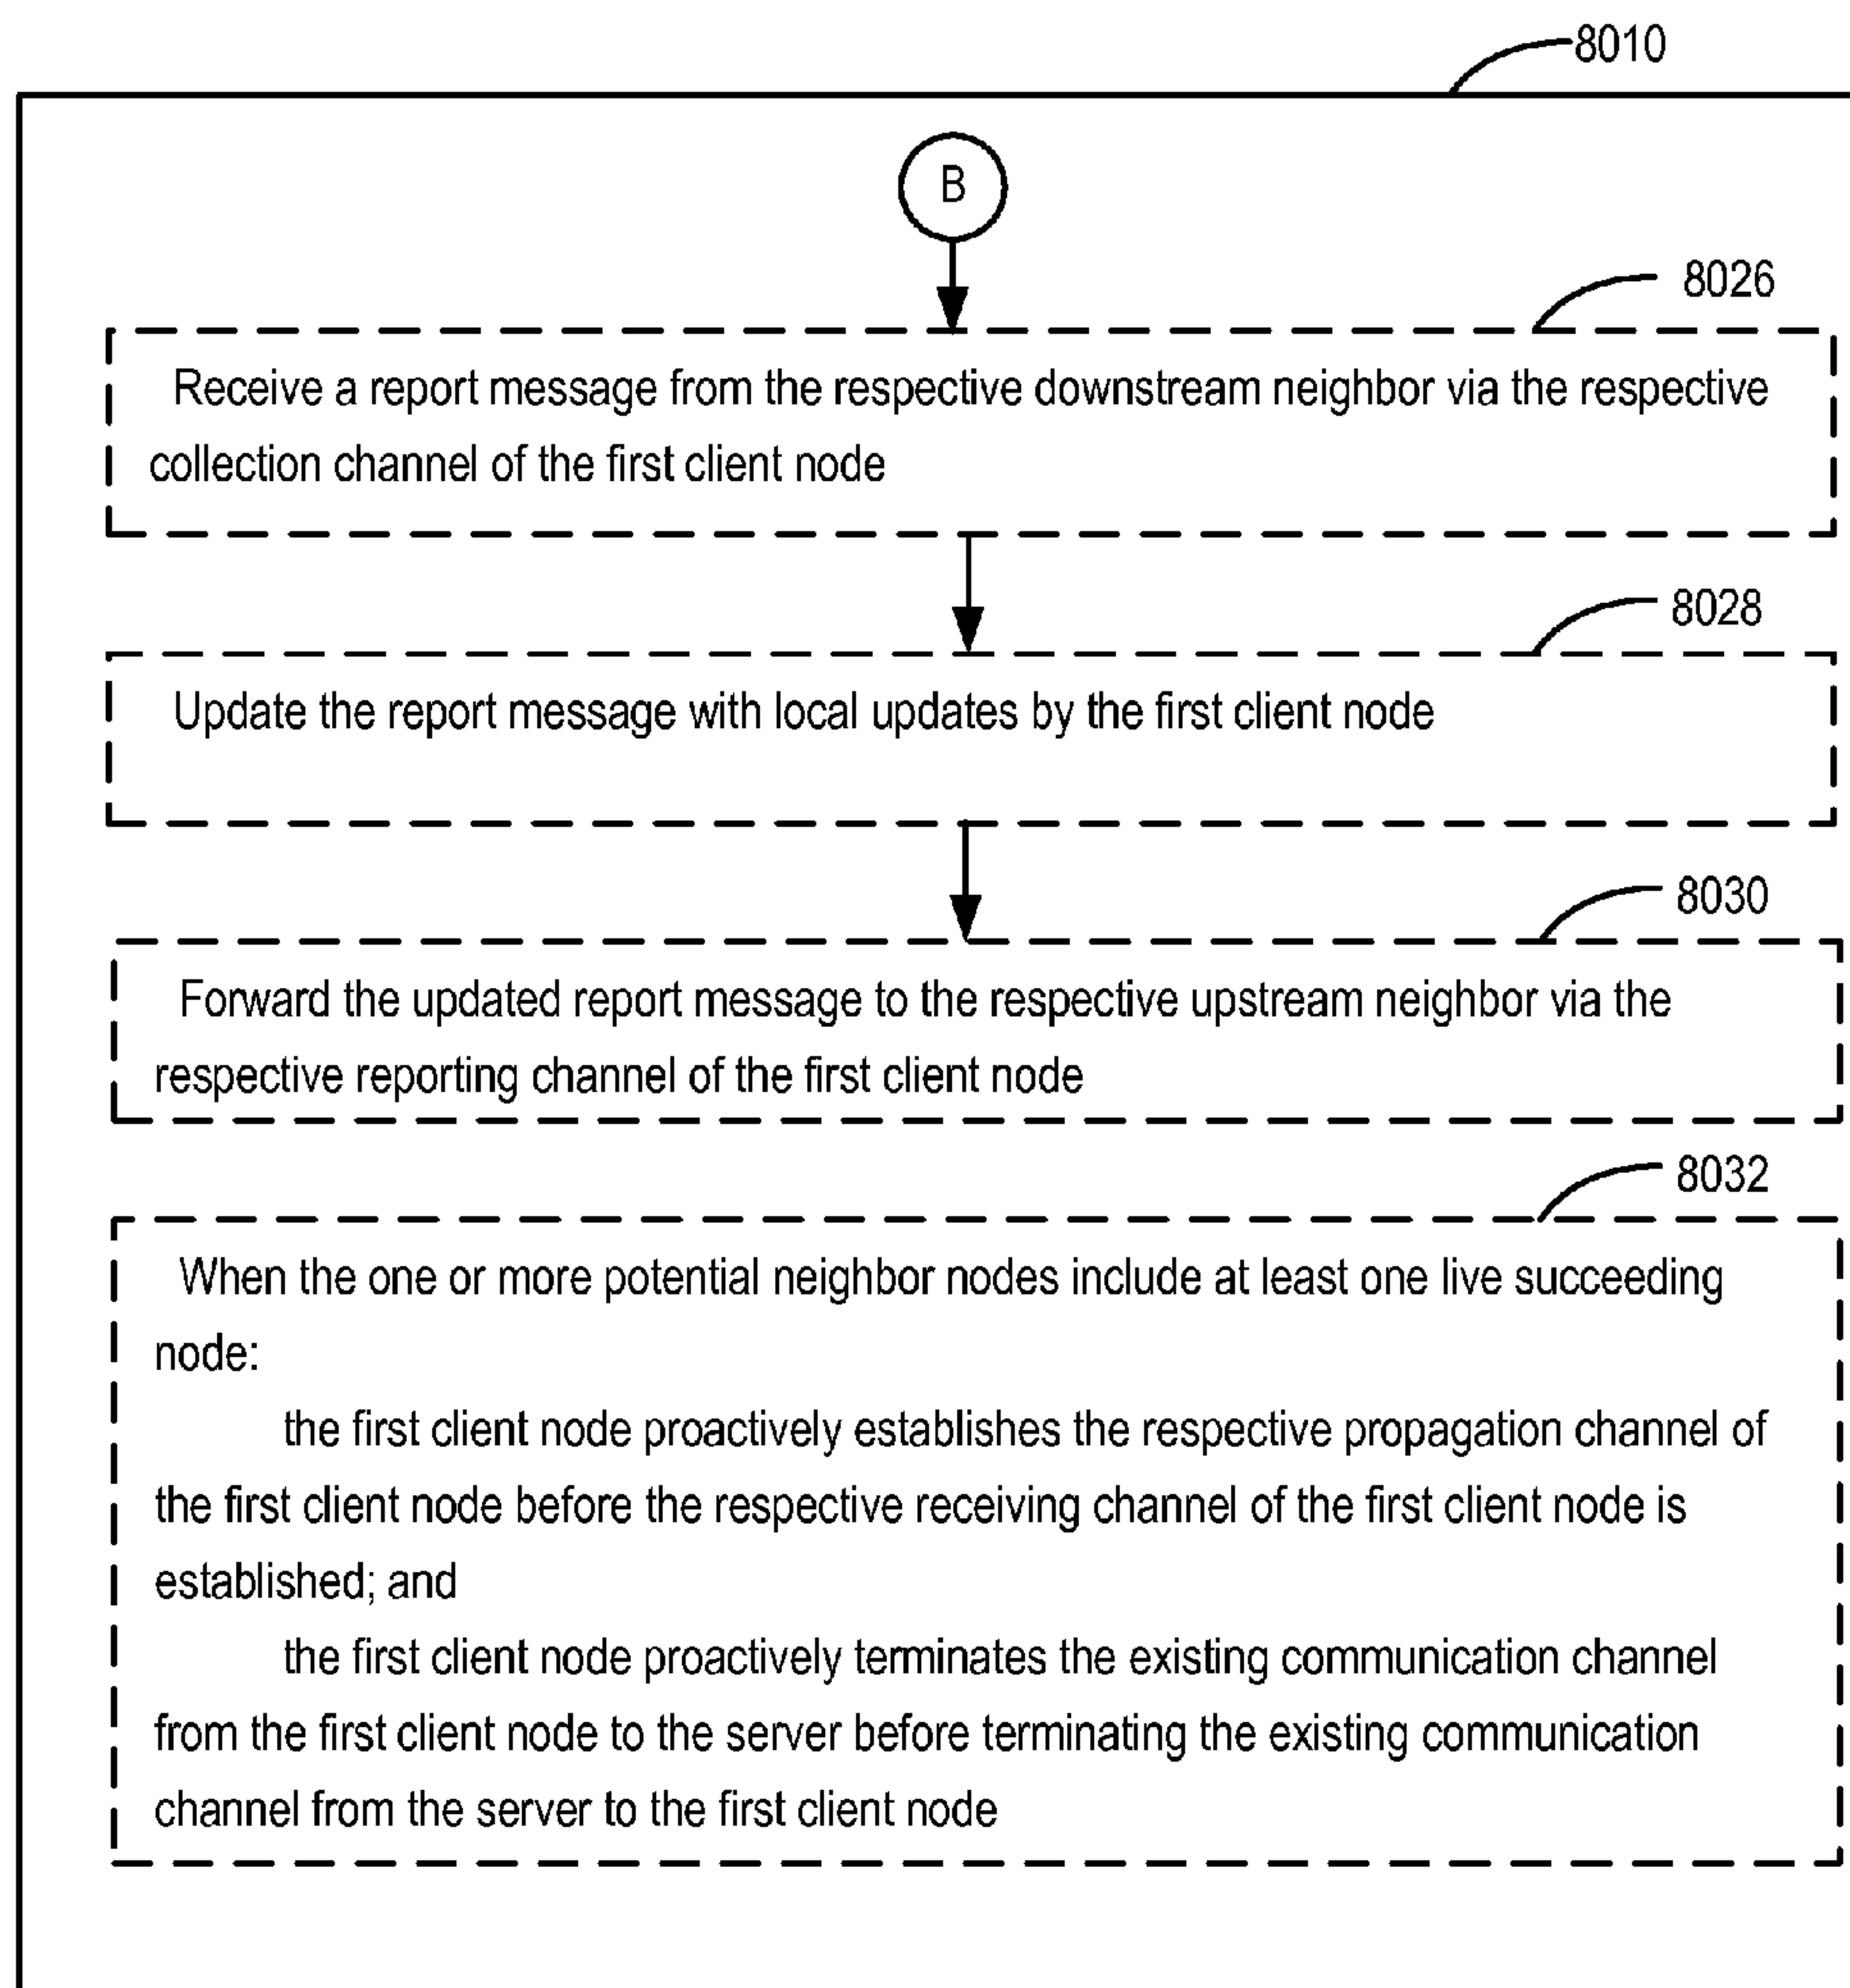 8010
B
8026
Receive a report message from the respective downstream neighbor via the respective
collection channel of the first client node
8028
Update the report message with local updates by the first client node
8030
Forward the updated report message to the respective upstream neighbor via the
respective reporting channel of the first client node
8032
When the one or more potential neighbor nodes include at least one live succeeding
node:
the first client node proactively establishes the respective propagation channel of
the first client node before the respective receiving channel of the first client node is
established; and
the first client node proactively terminates the existing communication channel
from the first client node to the server before terminating the existing communication
channel from the server to the first client node